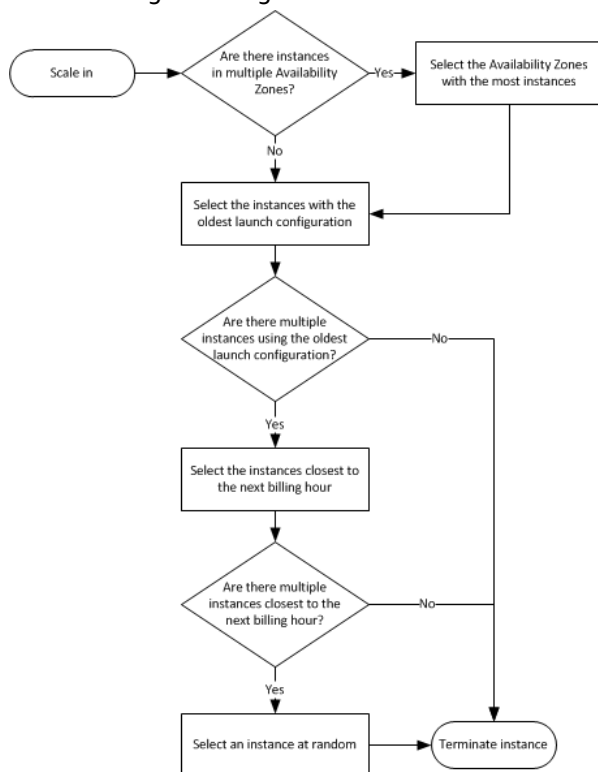 Scale in
Are there instances
in multiple Availability
Zones?
Yes
Select the Availability Zones
with the most instances
No
Select the instances with the
oldest launch configuration
Are there multiple
instances using the oldest
launch configuration?
No
Yes
Select the instances closest to
the next billing hour
Are there multiple
instances closest to the
next billing hour?
No
Yes
Select an instance at random
Terminate instance